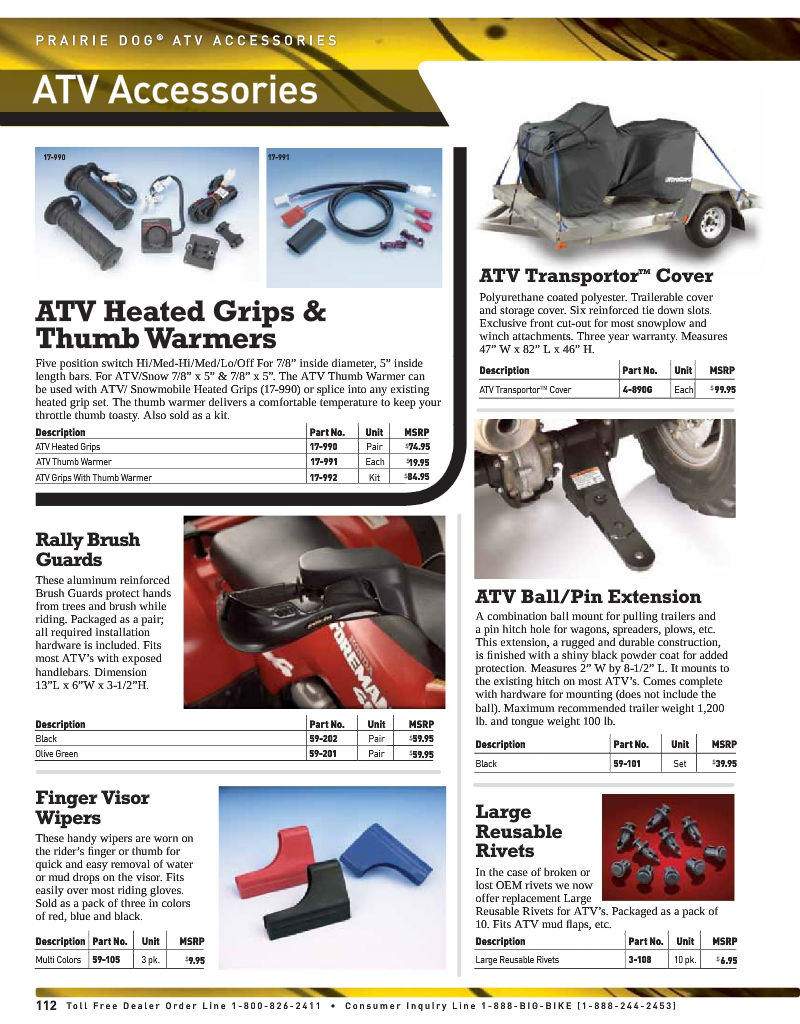 PRAIRIE DOG® ATV ACCESSORIES
ATV Accessories
17-990
17-991
ATV Heated Grips &
Thumb Warmers
Five position switch Hi/Med-Hi/Med/Lo/Off For 7/8” inside diameter, 5” inside
length bars. For ATV/Snow 7/8” x 5” & 7/8” x 5”. The ATV Thumb Warmer can
be used with ATV/ Snowmobile Heated Grips (17-990) or splice into any existing
heated grip set. The thumb warmer delivers a comfortable temperature to keep your
throttle thumb toasty. Also sold as a kit.
Description Part No. Unit MSRP
ATV Heated Grips 17-990 Pair $74.95
ATV Thumb Warmer 17-991 Each $19.95
ATV Grips With Thumb Warmer 17-992 Kit $84.95
Rally Brush
Guards
These aluminum reinforced
Brush Guards protect hands
from trees and brush while
riding. Packaged as a pair;
all required installation
hardware is included. Fits
most ATV’s with exposed
handlebars. Dimension
13”L x 6”W x 3-1/2”H.
FOREMAN
Description Part No. Unit MSRP
Black 59-202 Pair $59.95
Olive Green 59-201 Pair $59.95
Finger Visor
Wipers
These handy wipers are worn on
the rider’s finger or thumb for
quick and easy removal of water
or mud drops on the visor. Fits
easily over most riding gloves.
Sold as a pack of three in colors
of red, blue and black.
Description Part No. Unit MSRP
Multi Colors 59-105 3 pk. $9.95
UltraGard
ATV Transportor™ Cover
Polyurethane coated polyester. Trailerable cover
and storage cover. Six reinforced tie down slots.
Exclusive front cut-out for most snowplow and
winch attachments. Three year warranty. Measures
47” W x 82” L x 46” H.
Description Part No. Unit MSRP
ATV Transportor™ Cover 4-890G Each $99.95
ATV Ball/Pin Extension
A combination ball mount for pulling trailers and
a pin hitch hole for wagons, spreaders, plows, etc.
This extension, a rugged and durable construction,
is finished with a shiny black powder coat for added
protection. Measures 2” W by 8-1/2” L. It mounts to
the existing hitch on most ATV’s. Comes complete
with hardware for mounting (does not include the
ball). Maximum recommended trailer weight 1,200
lb. and tongue weight 100 lb.
Description Part No. Unit MSRP
Black 59-101 Set $39.95
Large
Reusable
Rivets
In the case of broken or
lost OEM rivets we now
offer replacement Large
Reusable Rivets for ATV’s. Packaged as a pack of
10. Fits ATV mud flaps, etc.
Description Part No. Unit MSRP
Large Reusable Rivets 3-108 10 pk. $6.95
112 Toll Free Dealer Order Line 1-800-826-2411 • Consumer Inquiry Line 1-888-BIG-BIKE (1-888-244-2453)